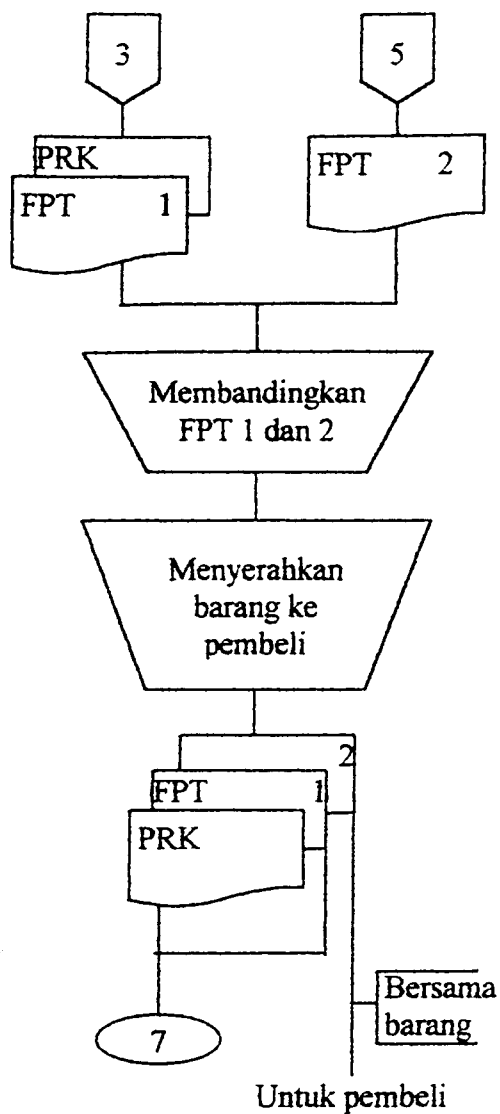 3
5
PRK
FPT 1
FPT 2
Membandingkan
FPT 1 dan 2
Menyerahkan
barang ke
pembeli
2
FPT 1
PRK
7
Bersama
barang
Untuk pembeli